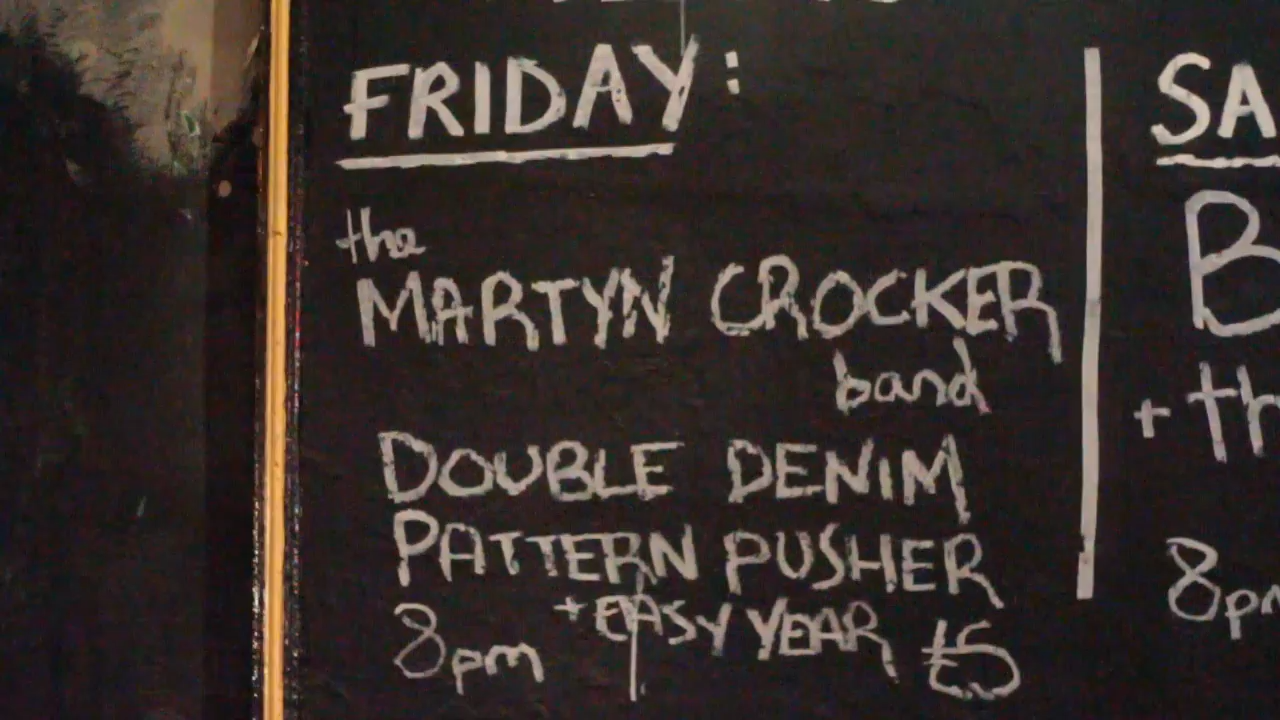 FRIDAY:
the
MARTYN CROCKER
band
DOUBLE DENIM
PATTERN PUSHER
+ EASY YEAR
8pm
£5
SA
B
+ th
8pm